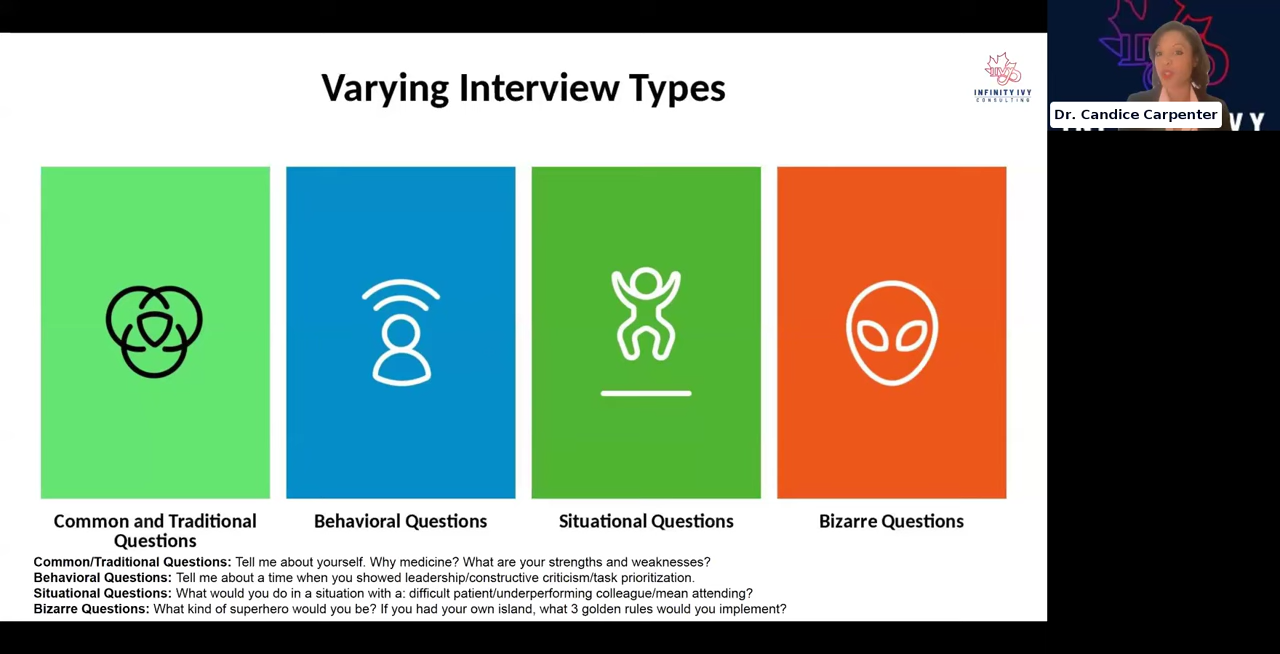 Varying Interview Types
INFINITY IVY
CONSULTING
Dr. Candice Carpenter
Common and Traditional
Questions
Behavioral Questions
Situational Questions
Bizarre Questions
Common/Traditional Questions: Tell me about yourself. Why medicine? What are your strengths and weaknesses?
Behavioral Questions: Tell me about a time when you showed leadership/constructive criticism/task prioritization.
Situational Questions: What would you do in a situation with a: difficult patient/underperforming colleague/mean attending?
Bizarre Questions: What kind of superhero would you be? If you had your own island, what 3 golden rules would you implement?